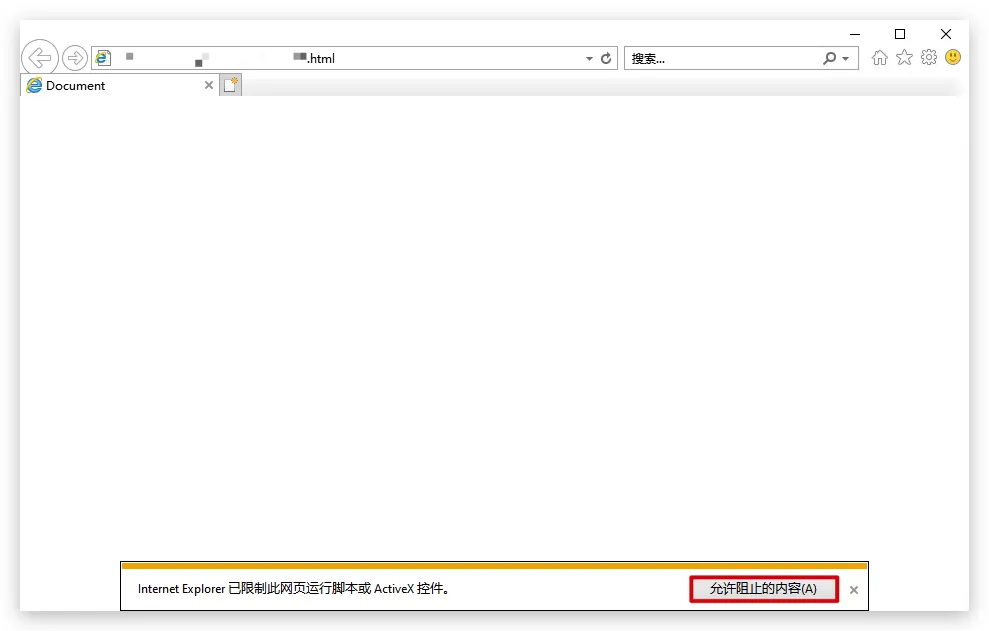 .html
搜索...
Document
Internet Explorer 已限制此网页运行脚本或 ActiveX 控件。
允许阻止的内容(A)